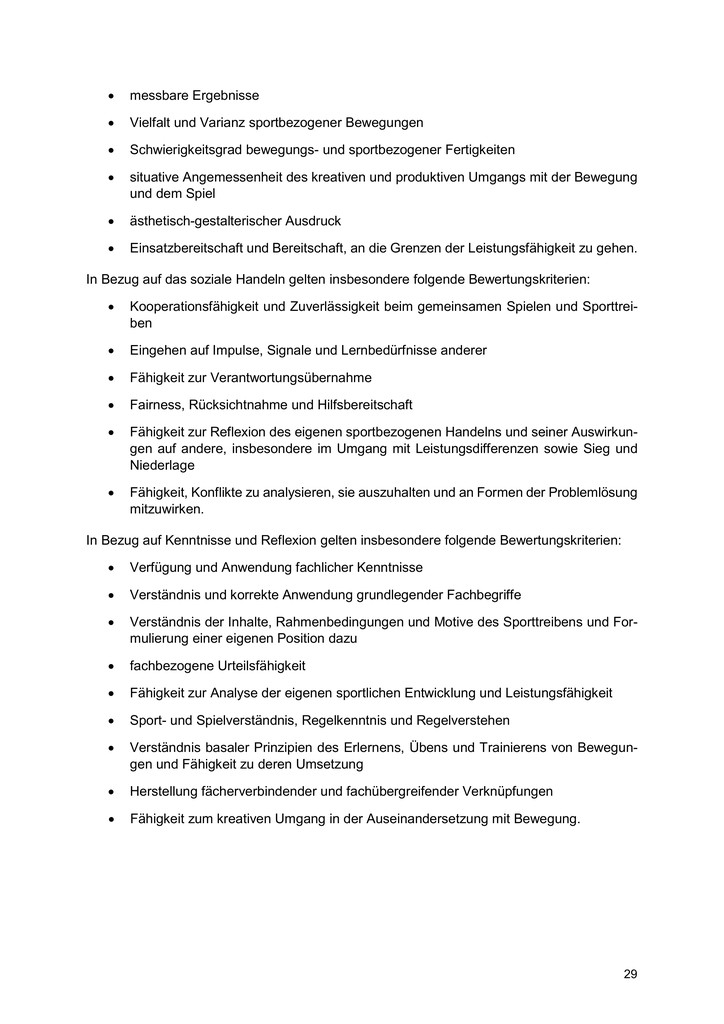 • messbare Ergebnisse
• Vielfalt und Varianz sportbezogener Bewegungen
• Schwierigkeitsgrad bewegungs- und sportbezogener Fertigkeiten
• situative Angemessenheit des kreativen und produktiven Umgangs mit der Bewegung
und dem Spiel
• ästhetisch-gestalterischer Ausdruck
• Einsatzbereitschaft und Bereitschaft, an die Grenzen der Leistungsfähigkeit zu gehen.
In Bezug auf das soziale Handeln gelten insbesondere folgende Bewertungskriterien:
• Kooperationsfähigkeit und Zuverlässigkeit beim gemeinsamen Spielen und Sporttrei-
ben
• Eingehen auf Impulse, Signale und Lernbedürfnisse anderer
• Fähigkeit zur Verantwortungsübernahme
• Fairness, Rücksichtnahme und Hilfsbereitschaft
• Fähigkeit zur Reflexion des eigenen sportbezogenen Handelns und seiner Auswirkun-
gen auf andere, insbesondere im Umgang mit Leistungsdifferenzen sowie Sieg und
Niederlage
• Fähigkeit, Konflikte zu analysieren, sie auszuhalten und an Formen der Problemlösung
mitzuwirken.
In Bezug auf Kenntnisse und Reflexion gelten insbesondere folgende Bewertungskriterien:
• Verfügung und Anwendung fachlicher Kenntnisse
• Verständnis und korrekte Anwendung grundlegender Fachbegriffe
• Verständnis der Inhalte, Rahmenbedingungen und Motive des Sporttreibens und For-
mulierung einer eigenen Position dazu
• fachbezogene Urteilsfähigkeit
• Fähigkeit zur Analyse der eigenen sportlichen Entwicklung und Leistungsfähigkeit
• Sport- und Spielverständnis, Regelkenntnis und Regelverstehen
• Verständnis basaler Prinzipien des Erlernens, Übens und Trainierens von Bewegun-
gen und Fähigkeit zu deren Umsetzung
• Herstellung fächerverbindender und fachübergreifender Verknüpfungen
• Fähigkeit zum kreativen Umgang in der Auseinandersetzung mit Bewegung.
29